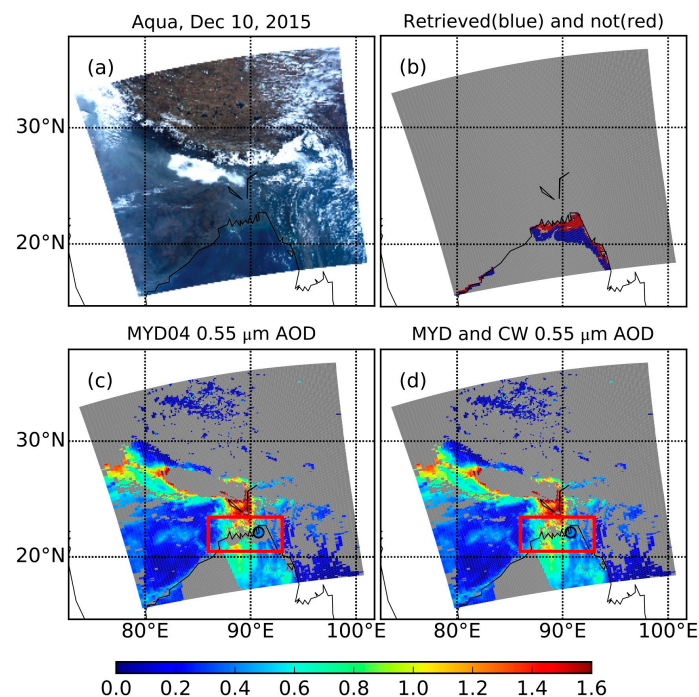 Aqua, Dec 10, 2015 Retrieved(blue) and not(red)
(a) (b)
30°N
20°N
MYD04 0.55 μm AOD MYD and CW 0.55 μm AOD
(c) (d)
30°N
20°N
80°E 90°E 100°E 80°E 90°E 100°E
0.0 0.2 0.4 0.6 0.8 1.0 1.2 1.4 1.6